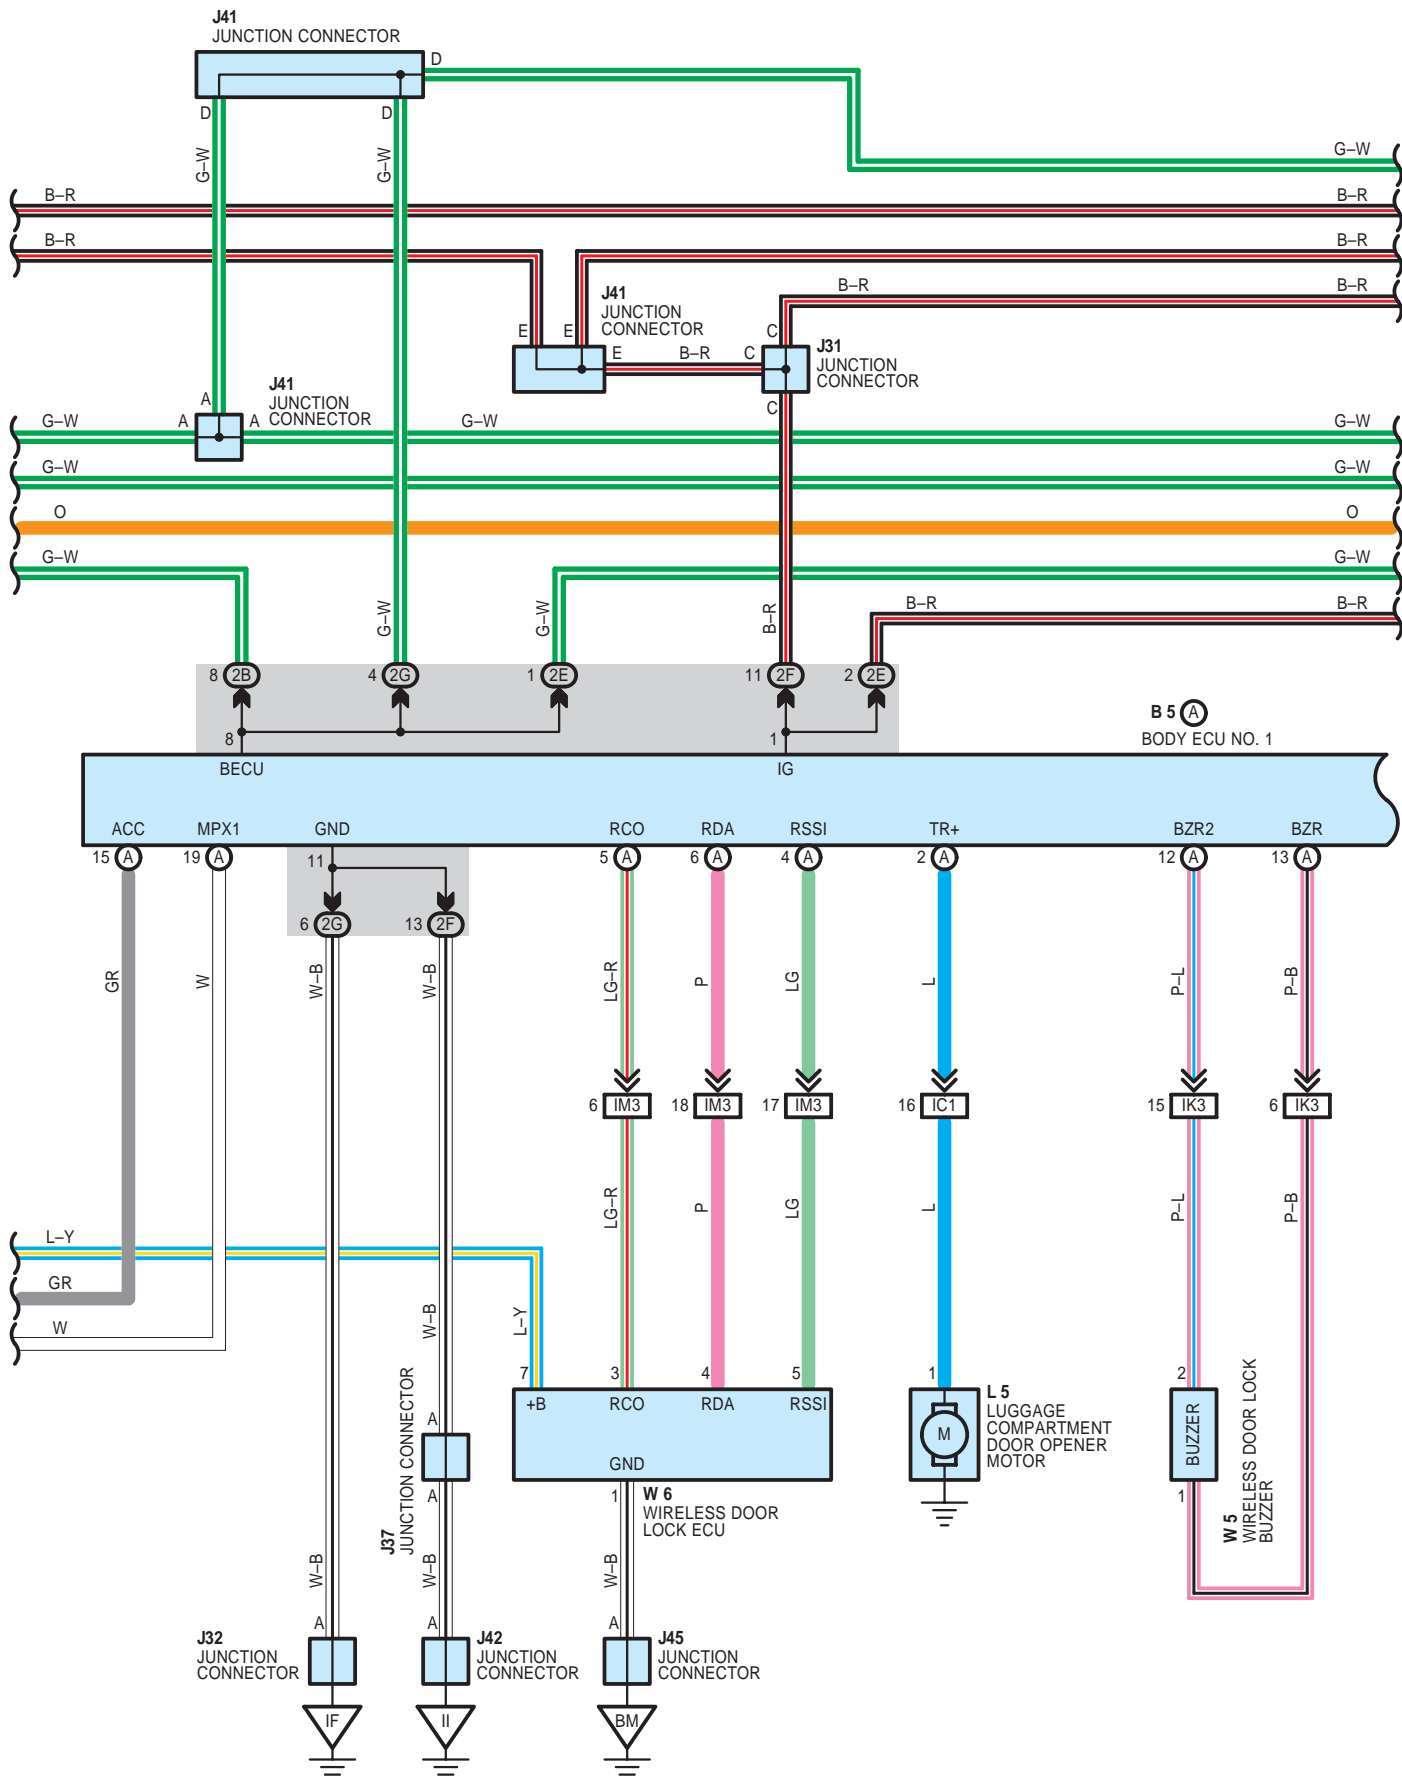 J41
JUNCTION CONNECTOR
D
D
D
G–W
G–W
G–W
B–R
B–R
B–R
B–R
B–R
B–R
J41
JUNCTION
CONNECTOR
E
E
E
B–R
C
C
C
J31
JUNCTION
CONNECTOR
J41
JUNCTION
CONNECTOR
A
A
A
G–W
G–W
G–W
G–W
G–W
O
O
G–W
G–W
G–W
G–W
B–R
B–R
B–R
8 2B
4 2G
1 2E
11 2F
2 2E
8
1
B 5 A
BODY ECU NO. 1
BECU
IG
ACC
MPX1
GND
RCO
RDA
RSSI
TR+
BZR2
BZR
15 A
19 A
11
5 A
6 A
4 A
2 A
12 A
13 A
6 2G
13 2F
GR
W
W–B
W–B
LG–R
P
LG
L
P–L
P–B
6 IM3
18 IM3
17 IM3
16 IC1
15 IK3
6 IK3
LG–R
P
LG
L
P–L
P–B
L–Y
GR
W
W–B
L–Y
7
3
4
5
1
2
+B
RCO
RDA
RSSI
GND
1
W 6
WIRELESS DOOR
LOCK ECU
M
L 5
LUGGAGE
COMPARTMENT
DOOR OPENER
MOTOR
BUZZER
1
W 5
WIRELESS DOOR LOCK
BUZZER
A
A
J37
JUNCTION CONNECTOR
W–B
W–B
W–B
A
A
A
J32
JUNCTION
CONNECTOR
J42
JUNCTION
CONNECTOR
J45
JUNCTION
CONNECTOR
IF
II
BM